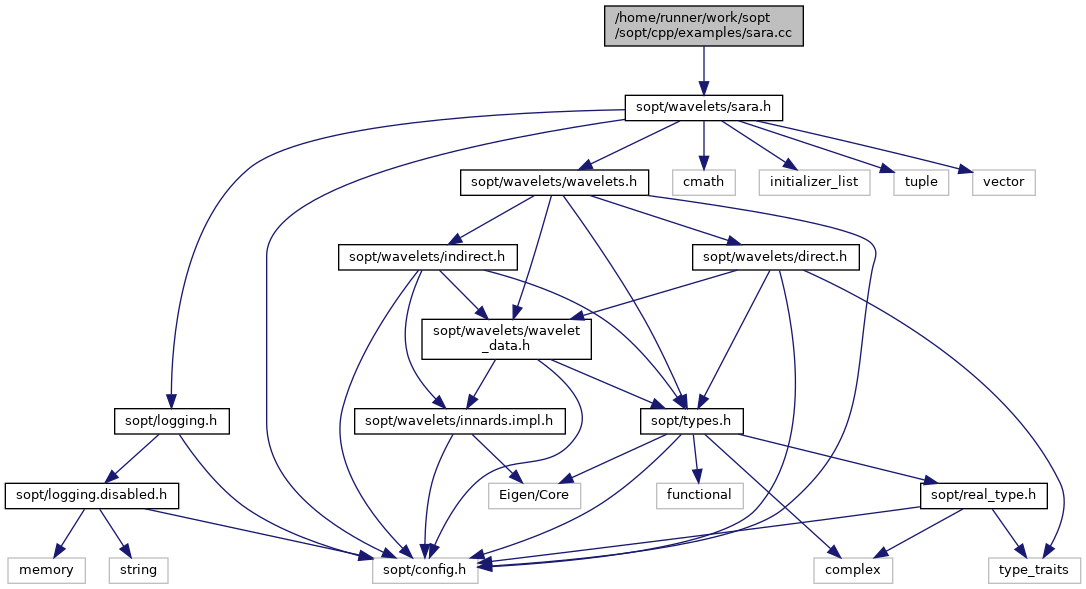 /home/runner/work/sopt
/sopt/cpp/examples/sara.cc
sopt/wavelets/sara.h
sopt/wavelets/wavelets.h
cmath
initializer_list
tuple
vector
sopt/wavelets/indirect.h
sopt/wavelets/direct.h
sopt/wavelets/wavelet
_data.h
sopt/logging.h
sopt/wavelets/innards.impl.h
sopt/types.h
sopt/logging.disabled.h
Eigen/Core
functional
sopt/real_type.h
memory
string
sopt/config.h
complex
type_traits